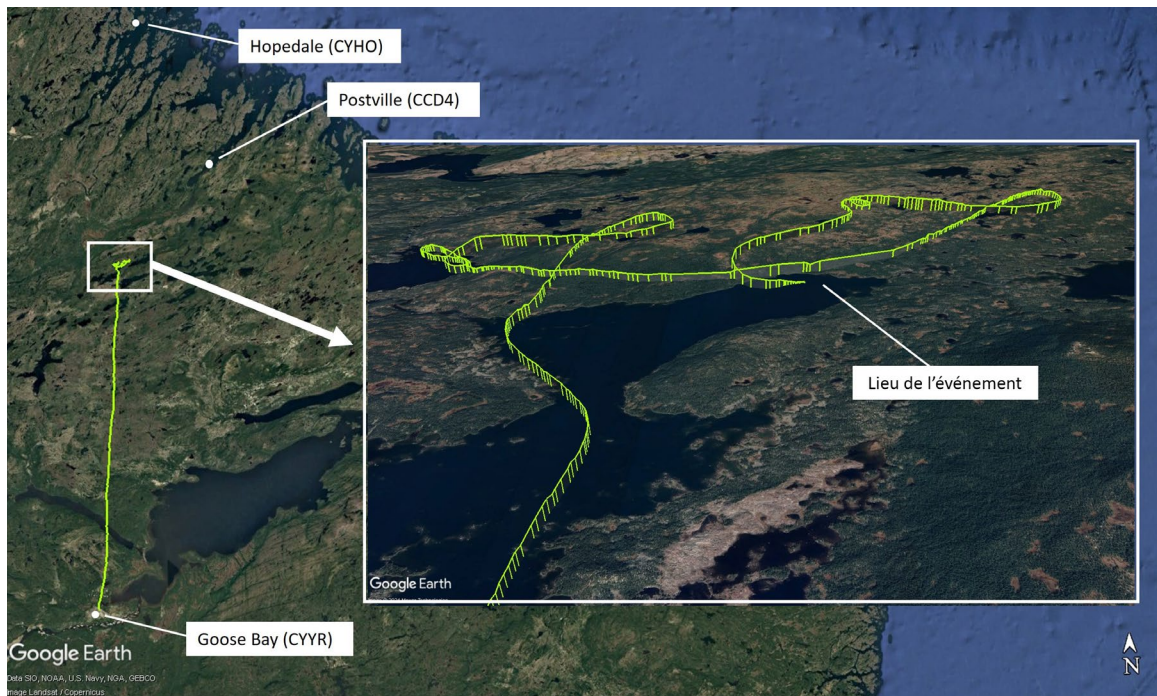 Hopedale (CYHO)
Postville (CCD4)
Lieu de l’événement
Google Earth
Goose Bay (CYYR)
Google Earth
Data SIO, NOAA, U.S. Navy, NGA, GEBCO
Image Landsat / Copernicus
N